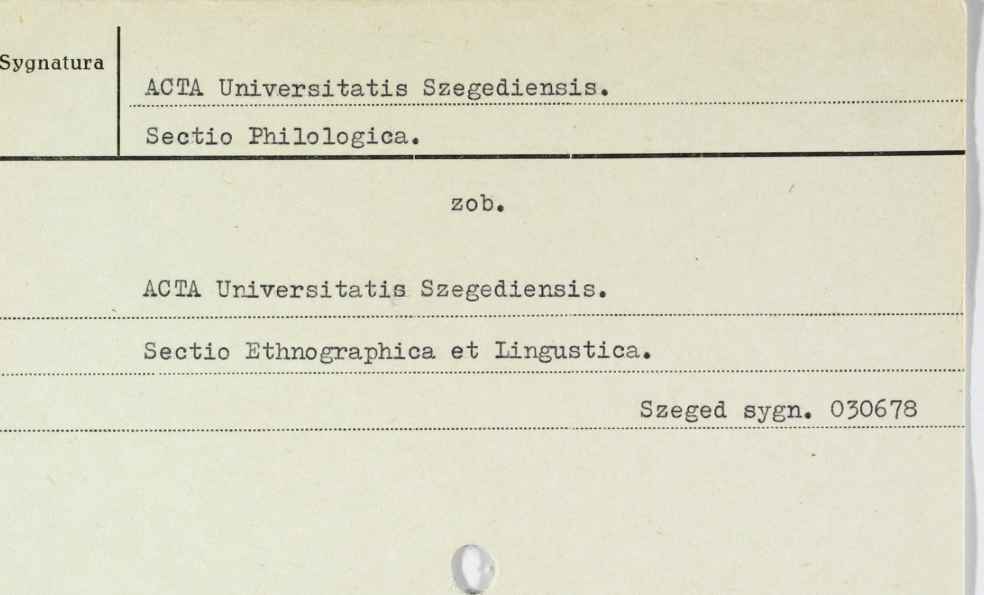 Sygnatura
ACTA Universitatis Szegediensis.
Sectio Philologica.
zob.
ACTA Universitatis Szegediensis.
Sectio Ethnographica et Lingustica.
Szeged sygn. 030678